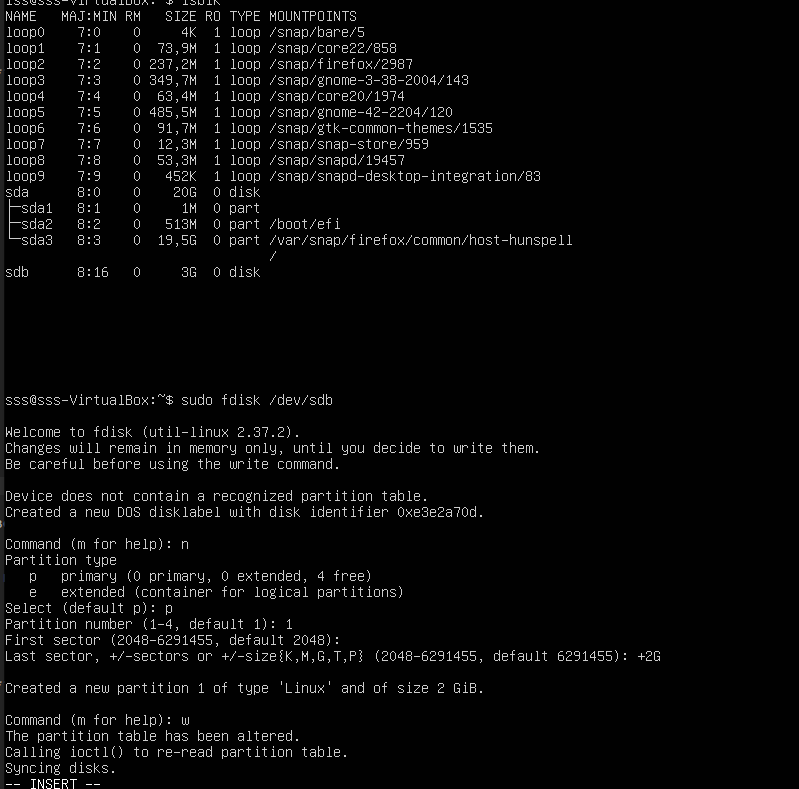 sss@sss-VirtualBox:~$ lsblk
NAME   MAJ:MIN RM   SIZE RO TYPE MOUNTPOINTS
loop0    7:0    0     4K  1 loop /snap/bare/5
loop1    7:1    0  73,9M  1 loop /snap/core22/858
loop2    7:2    0 237,2M  1 loop /snap/firefox/2987
loop3    7:3    0 349,7M  1 loop /snap/gnome-3-38-2004/143
loop4    7:4    0  63,4M  1 loop /snap/core20/1974
loop5    7:5    0 485,5M  1 loop /snap/gnome-42-2204/120
loop6    7:6    0  91,7M  1 loop /snap/gtk-common-themes/1535
loop7    7:7    0  12,3M  1 loop /snap/snap-store/959
loop8    7:8    0  53,3M  1 loop /snap/snapd/19457
loop9    7:9    0   452K  1 loop /snap/snapd-desktop-integration/83
sda      8:0    0    20G  0 disk
├─sda1   8:1    0     1M  0 part
├─sda2   8:2    0   513M  0 part /boot/efi
└─sda3   8:3    0  19,5G  0 part /var/snap/firefox/common/host-hunspell
                                 /
sdb      8:16   0     3G  0 disk
sss@sss-VirtualBox:~$ sudo fdisk /dev/sdb
Welcome to fdisk (util-linux 2.37.2).
Changes will remain in memory only, until you decide to write them.
Be careful before using the write command.
Device does not contain a recognized partition table.
Created a new DOS disklabel with disk identifier 0xe3e2a70d.
Command (m for help): n
Partition type
   p   primary (0 primary, 0 extended, 4 free)
   e   extended (container for logical partitions)
Select (default p): p
Partition number (1-4, default 1): 1
First sector (2048-6291455, default 2048):
Last sector, +/-sectors or +/-size{K,M,G,T,P} (2048-6291455, default 6291455): +2G
Created a new partition 1 of type 'Linux' and of size 2 GiB.
Command (m for help): w
The partition table has been altered.
Calling ioctl() to re-read partition table.
Syncing disks.
-- INSERT --